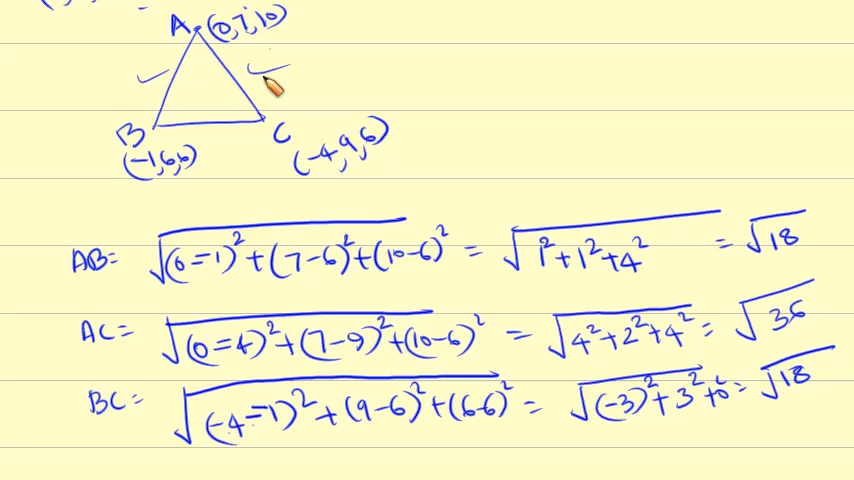 A (0,7,10)
B C
(-1,6,6) (-4,9,6)
AB= √(0--1)²+(7-6)²+(10-6)² = √1²+1²+4² = √18
AC= √(0--4)²+(7-9)²+(10-6)² = √4²+2²+4² = √36
BC= √(-4--1)²+(9-6)²+(6-6)² = √(-3)²+3²+0² = √18